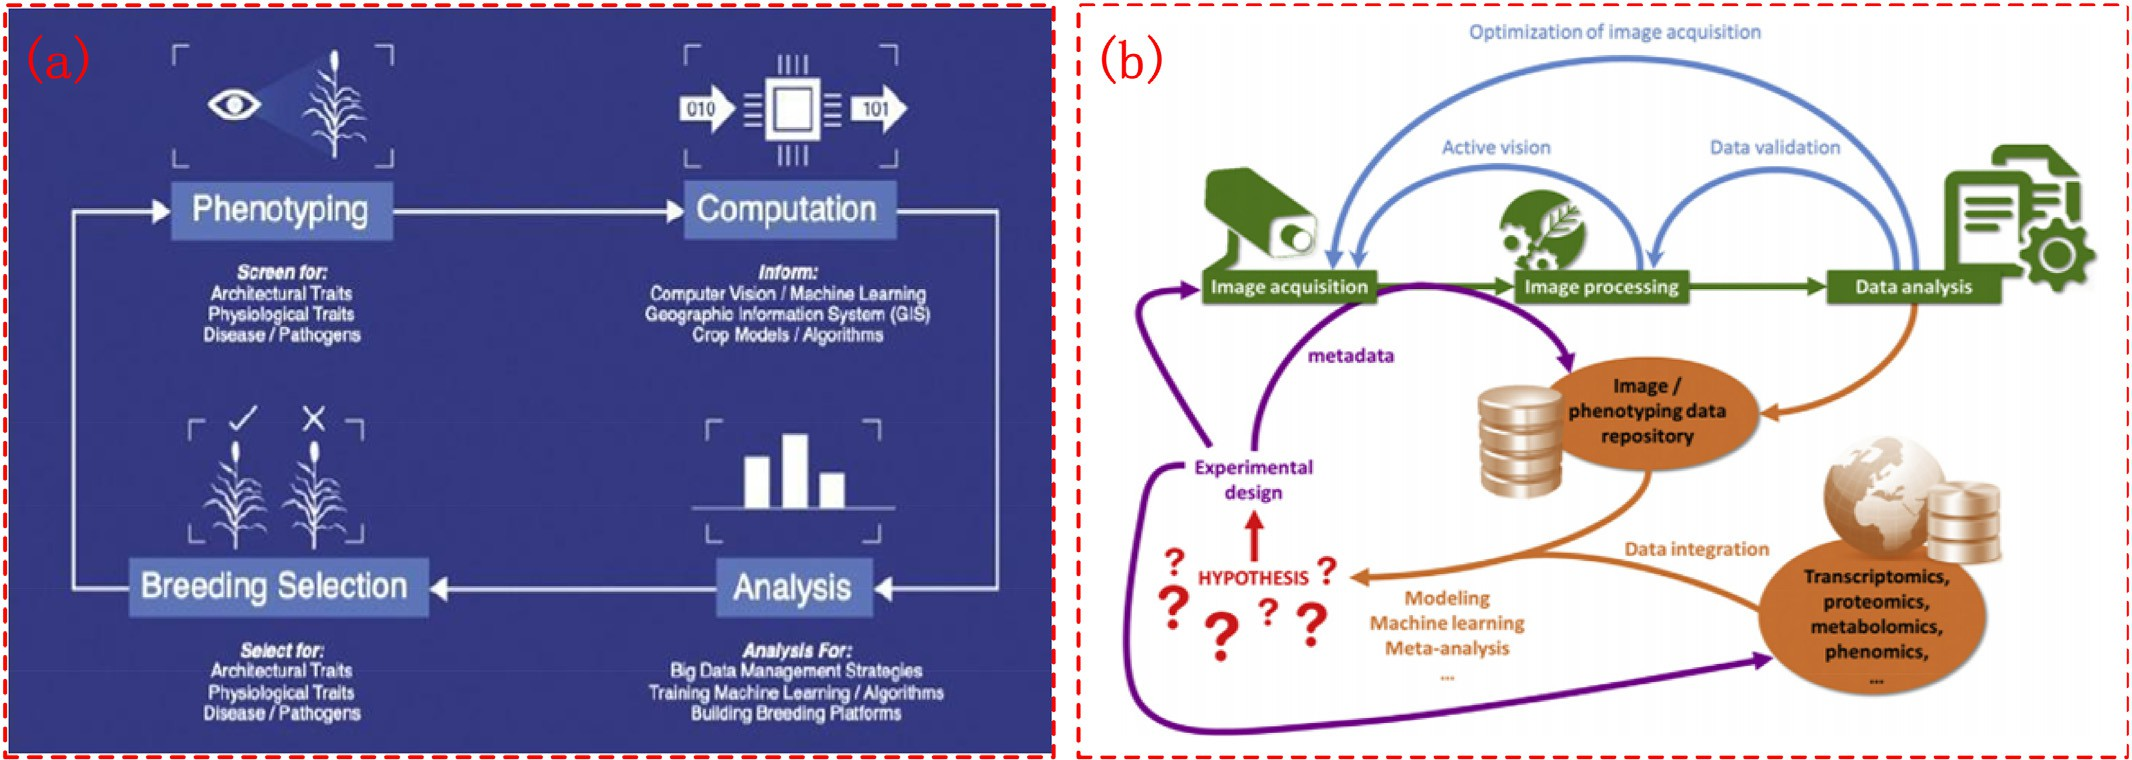 (a)
010
101
Phenotyping
Computation
Screen for:
Architectural Traits
Physiological Traits
Disease / Pathogens
Inform:
Computer Vision / Machine Learning
Geographic Information System (GIS)
Crop Models / Algorithms
Breeding Selection
Analysis
Select for:
Architectural Traits
Physiological Traits
Disease / Pathogens
Analysis For:
Big Data Management Strategies
Training Machine Learning / Algorithms
Building Breeding Platforms
(b)
Optimization of image acquisition
Active vision
Data validation
Image acquisition
Image processing
Data analysis
metadata
Image /
phenotyping data
repository
Experimental
design
Data integration
? HYPOTHESIS ?
? ? ? ?
Modeling
Machine learning
Meta-analysis
...
Transcriptomics,
proteomics,
metabolomics,
phenomics,
...